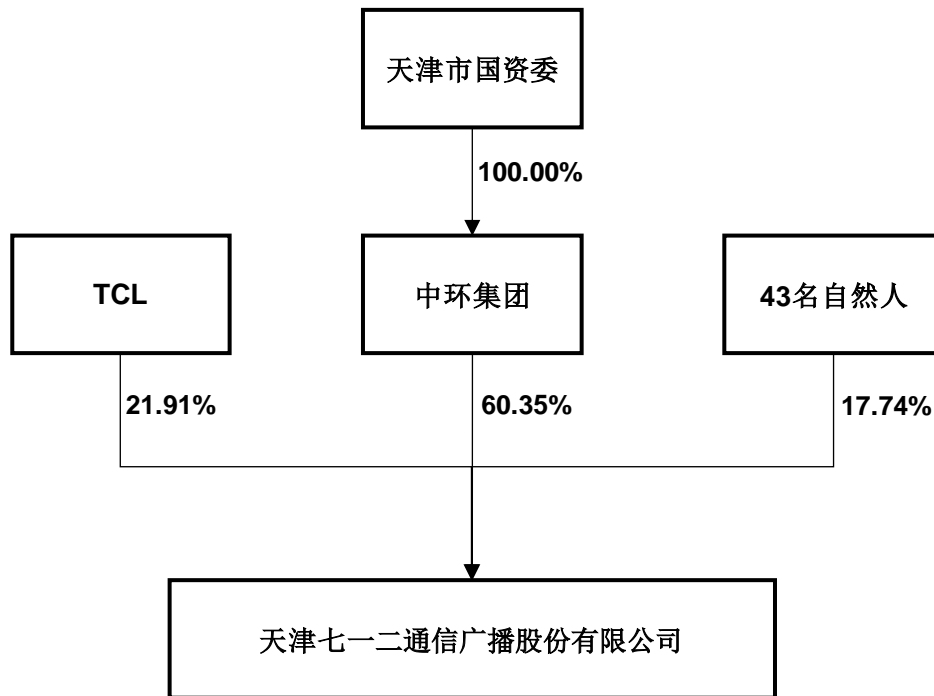 天津市国资委
100.00%
TCL
中环集团
43名自然人
21.91%
60.35%
17.74%
天津七一二通信广播股份有限公司